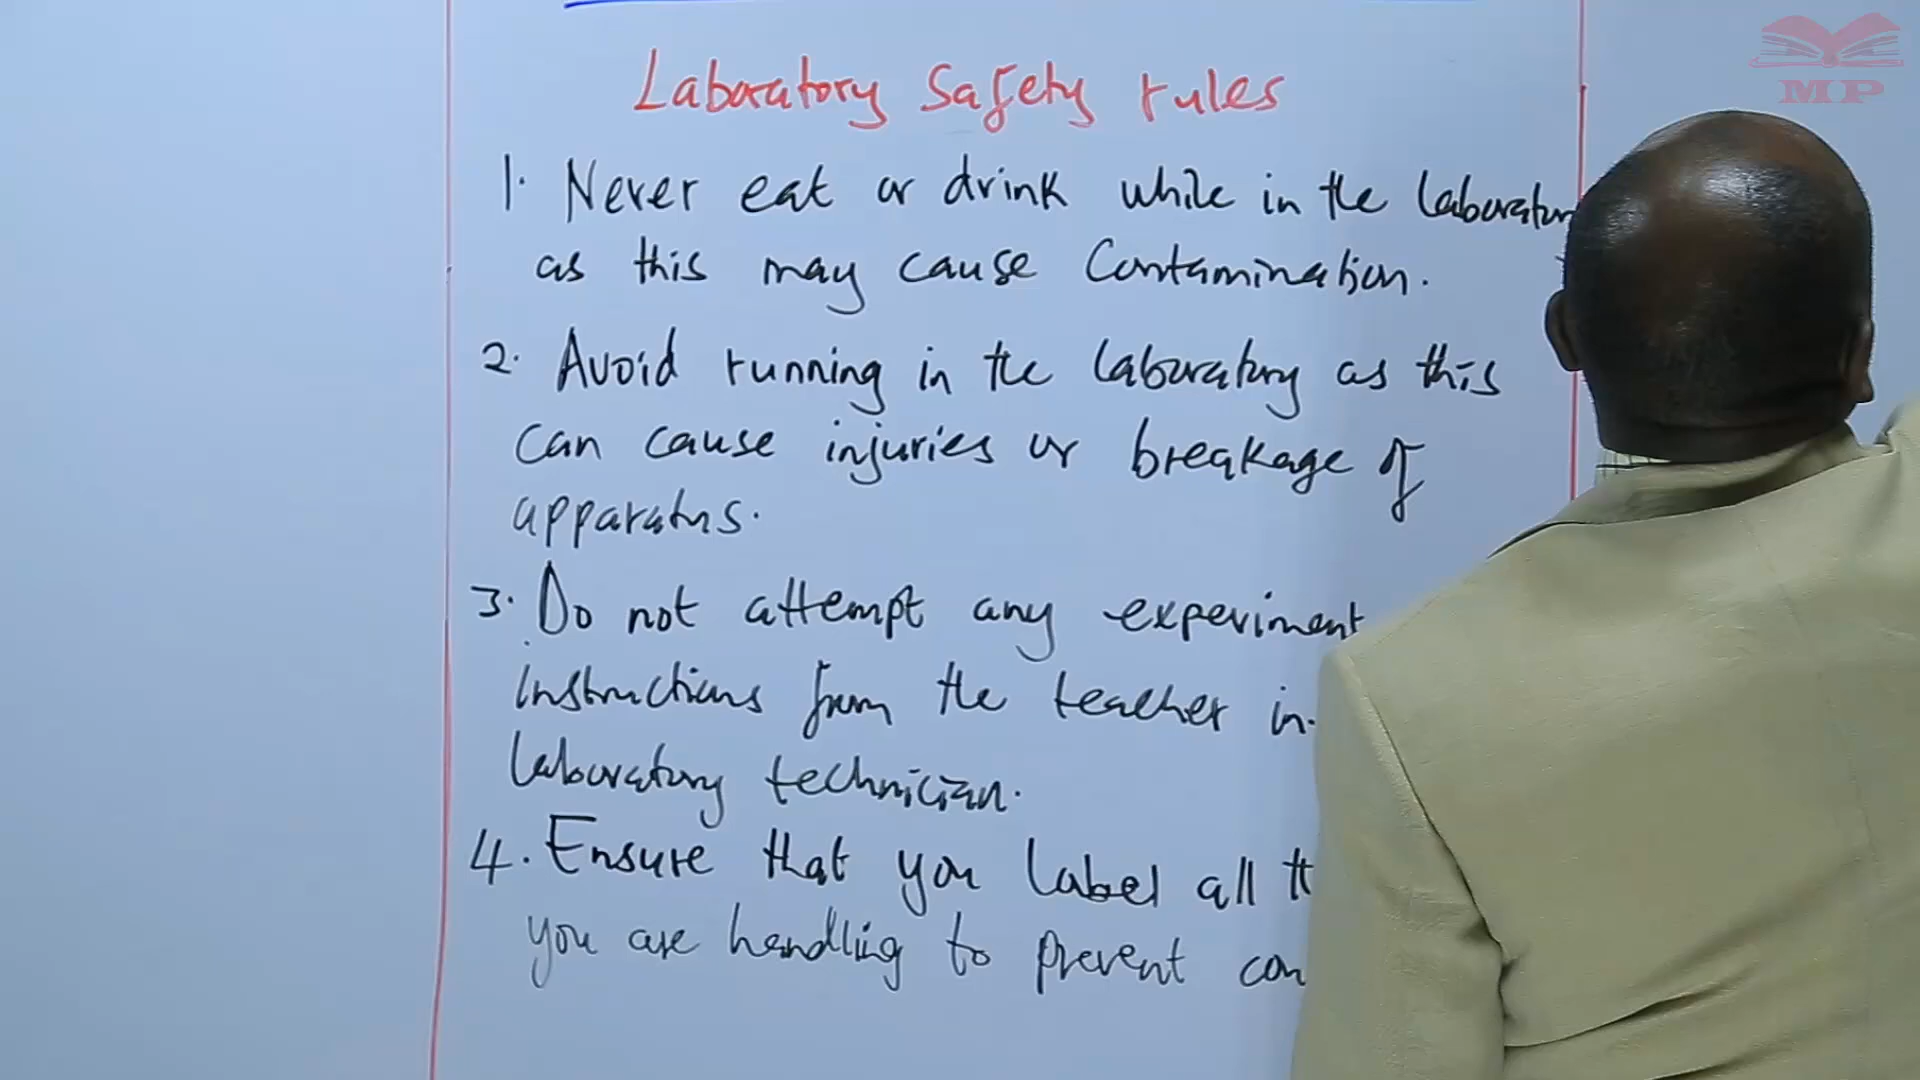 Laboratory Safety rules
1. Never eat or drink while in the laboratory
as this may cause Contamination.
2. Avoid running in the laboratory as this
can cause injuries or breakage of
apparatus.
3. Do not attempt any experiment
instructions from the teacher in
laboratory technician.
4. Ensure that you label all
you are handling to prevent
MP